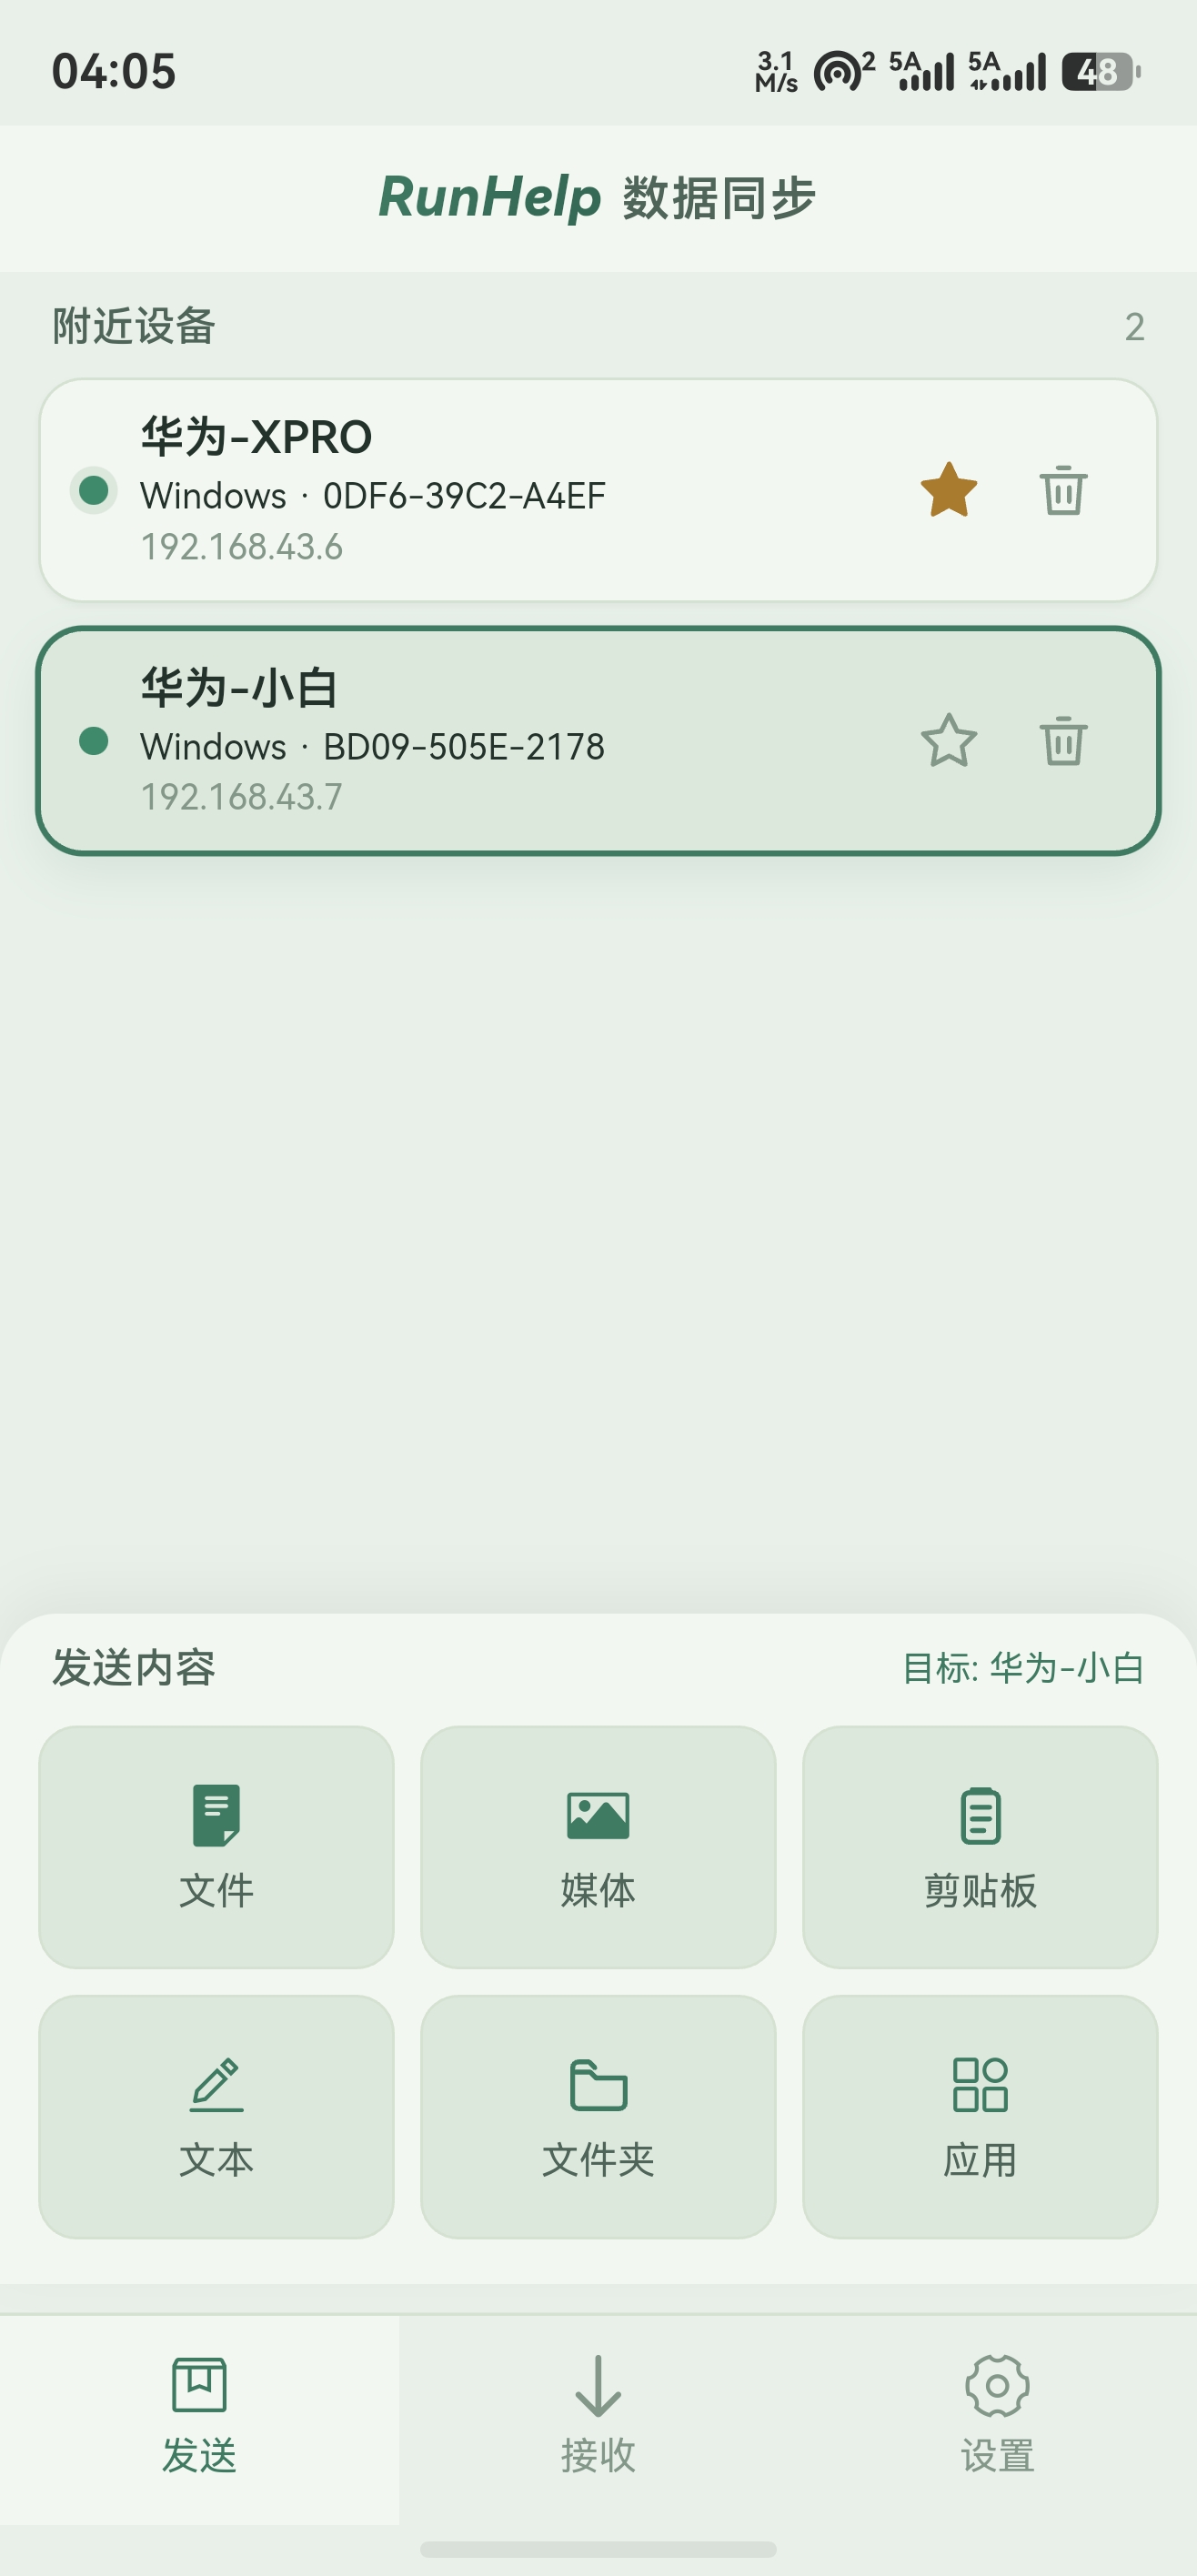 04:05
3.1 M/s 2 5A 5A 48
RunHelp 数据同步
附近设备 2
华为-XPRO
Windows · 0DF6-39C2-A4EF
192.168.43.6
华为-小白
Windows · BD09-505E-2178
192.168.43.7
发送内容 目标: 华为-小白
文件 媒体 剪贴板
文本 文件夹 应用
发送 接收 设置